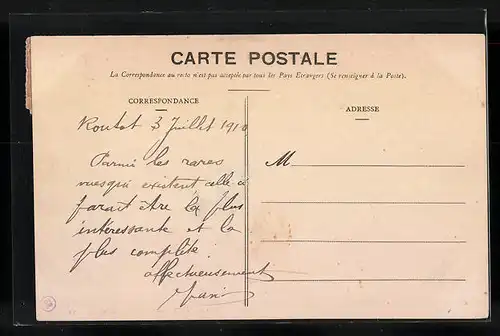 CARTE POSTALE
La Correspondance au recto n'est pas acceptée par tous les Pays Etrangers (Se renseigner à la Poste).
CORRESPONDANCE
Routot 3 Juillet 1910
Parmi les rares
vues qui existent celle-ci
parait être la plus
intéressante et la
plus complète.
affectueusement
ADRESSE
M